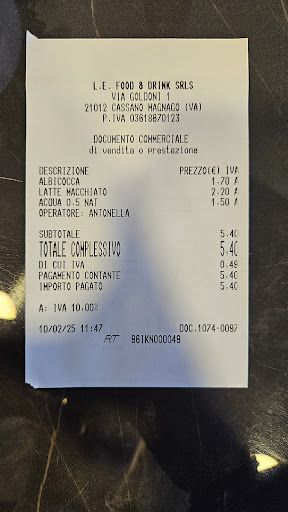 L.E. FOOD & DRINK SRLS
VIA GOLDONI 1
21012 CASSANO MAGNAGO (VA)
P.IVA 03618670123
DOCUMENTO COMMERCIALE
di vendita o prestazione
DESCRIZIONE PREZZO(€) IVA
ALBICOCCA 1.70 A
LATTE MACCHIATO 2.20 A
ACQUA 0.5 NAT 1.50 A
OPERATORE: ANTONELLA
SUBTOTALE 5.40
TOTALE COMPLESSIVO 5.40
DI CUI IVA 0.49
PAGAMENTO CONTANTE 5.40
IMPORTO PAGATO 5.40
A: IVA 10.00%
10/02/25 11:47 DOC.1074-0097
RT 86IKN000049